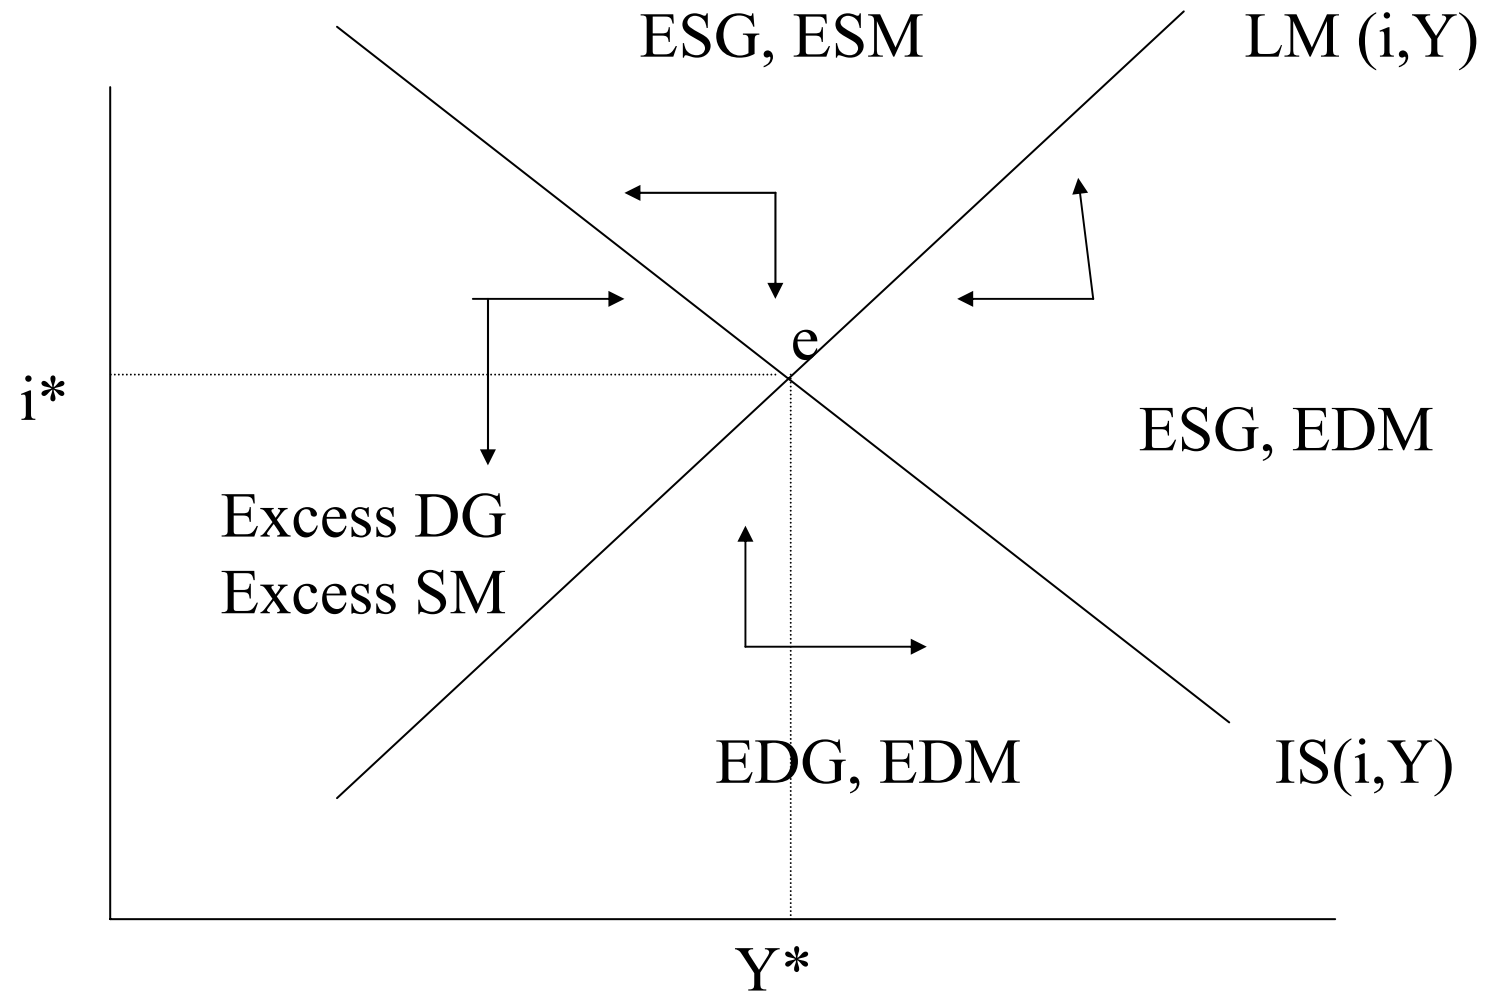 ESG, ESM
LM (i,Y)
e
i*
ESG, EDM
Excess DG
Excess SM
EDG, EDM
IS(i,Y)
Y*